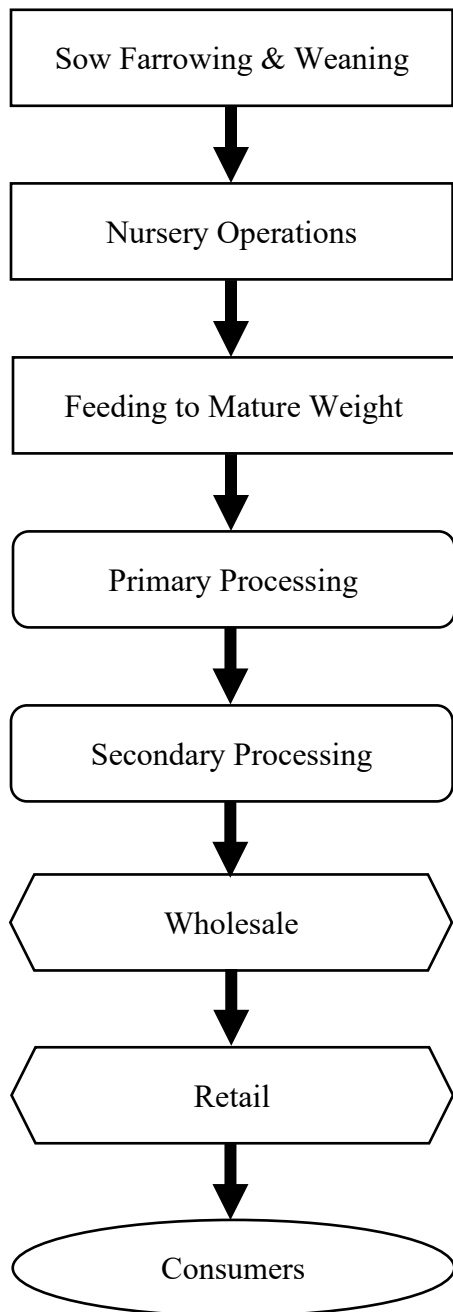 Sow Farrowing & Weaning
Nursery Operations
Feeding to Mature Weight
Primary Processing
Secondary Processing
Wholesale
Retail
Consumers